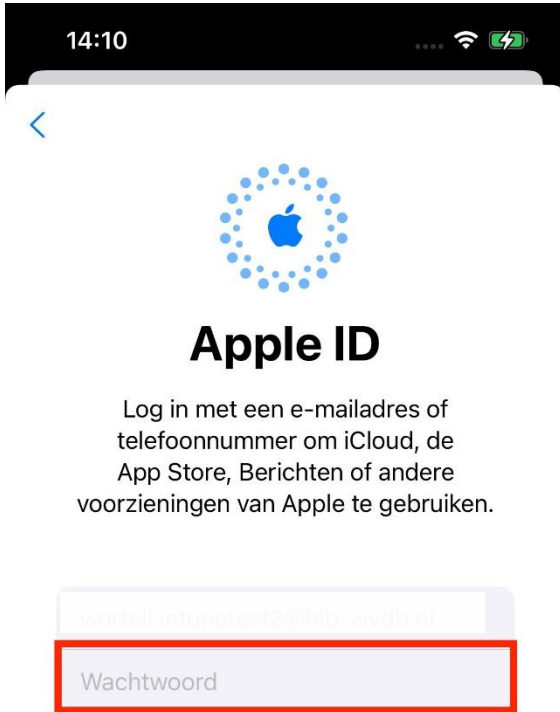 14:10
Apple ID
Log in met een e-mailadres of
telefoonnummer om iCloud, de
App Store, Berichten of andere
voorzieningen van Apple te gebruiken.
wortell.intunetest2@hlb-wvdb.nl
Wachtwoord